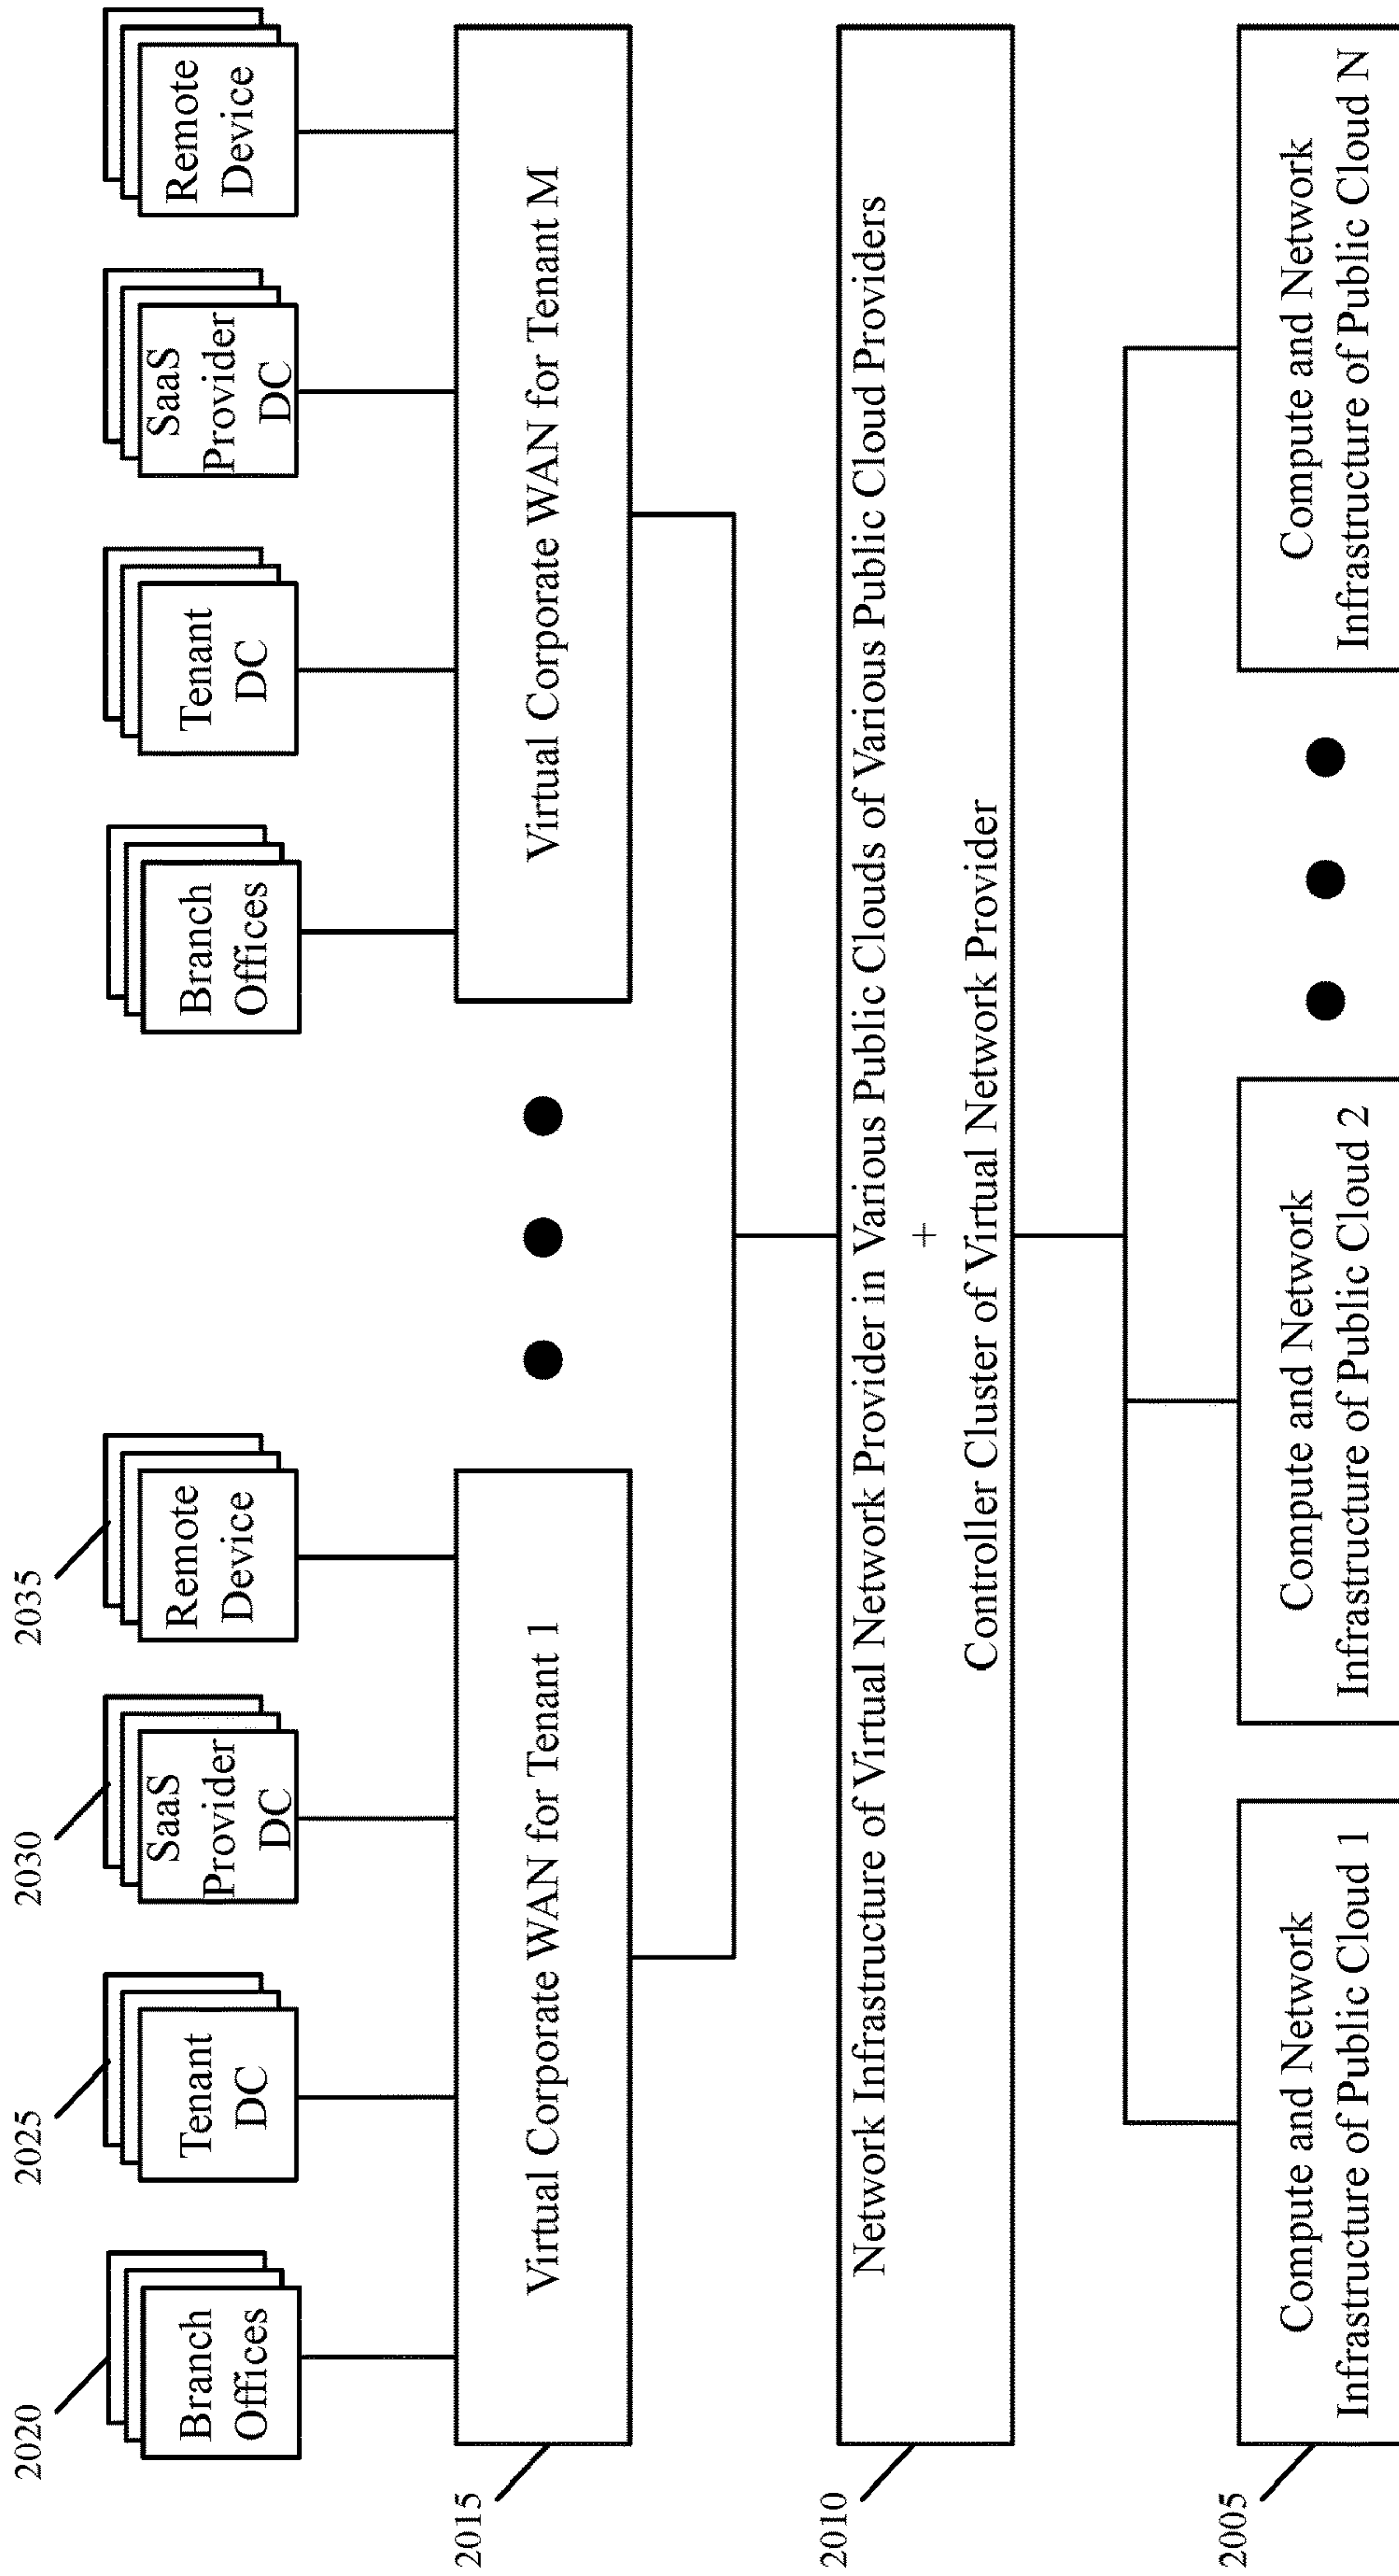 2020
2025
2030
2035
Branch
Offices
Tenant
DC
SaaS
Provider
DC
Remote
Device
Branch
Offices
Tenant
DC
SaaS
Provider
DC
Remote
Device
2015
Virtual Corporate WAN for Tenant 1
Virtual Corporate WAN for Tenant M
2010
Network Infrastructure of Virtual Network Provider in Various Public Clouds of Various Public Cloud Providers
+
Controller Cluster of Virtual Network Provider
2005
Compute and Network
Infrastructure of Public Cloud 1
Compute and Network
Infrastructure of Public Cloud 2
Compute and Network
Infrastructure of Public Cloud N